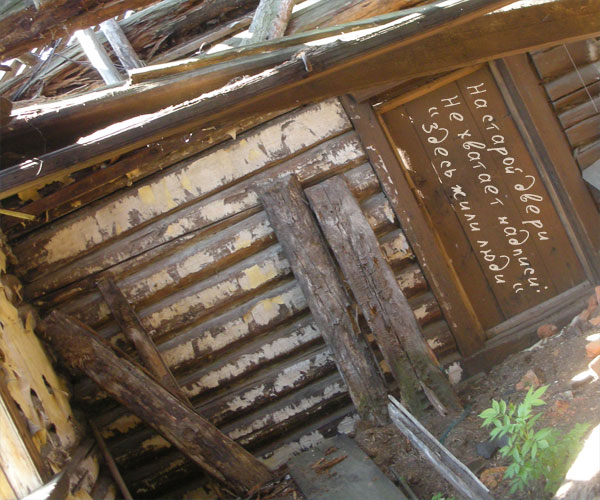 На старой двери
Не хватает надписи:
"Здесь жили люди"